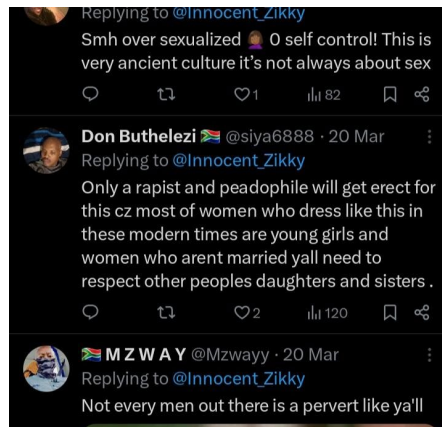 Replying to @Innocent_Zikky
Smh over sexualized 🤦🏾‍♀️ 0 self control! This is
very ancient culture it's not always about sex
1 82
Don Buthelezi 🇿🇦 @siya6888 · 20 Mar
Replying to @Innocent_Zikky
Only a rapist and peadophile will get erect for
this cz most of women who dress like this in
these modern times are young girls and
women who arent married yall need to
respect other peoples daughters and sisters .
2 120
🇿🇦 M Z W A Y @Mzwayy · 20 Mar
Replying to @Innocent_Zikky
Not every men out there is a pervert like ya'll